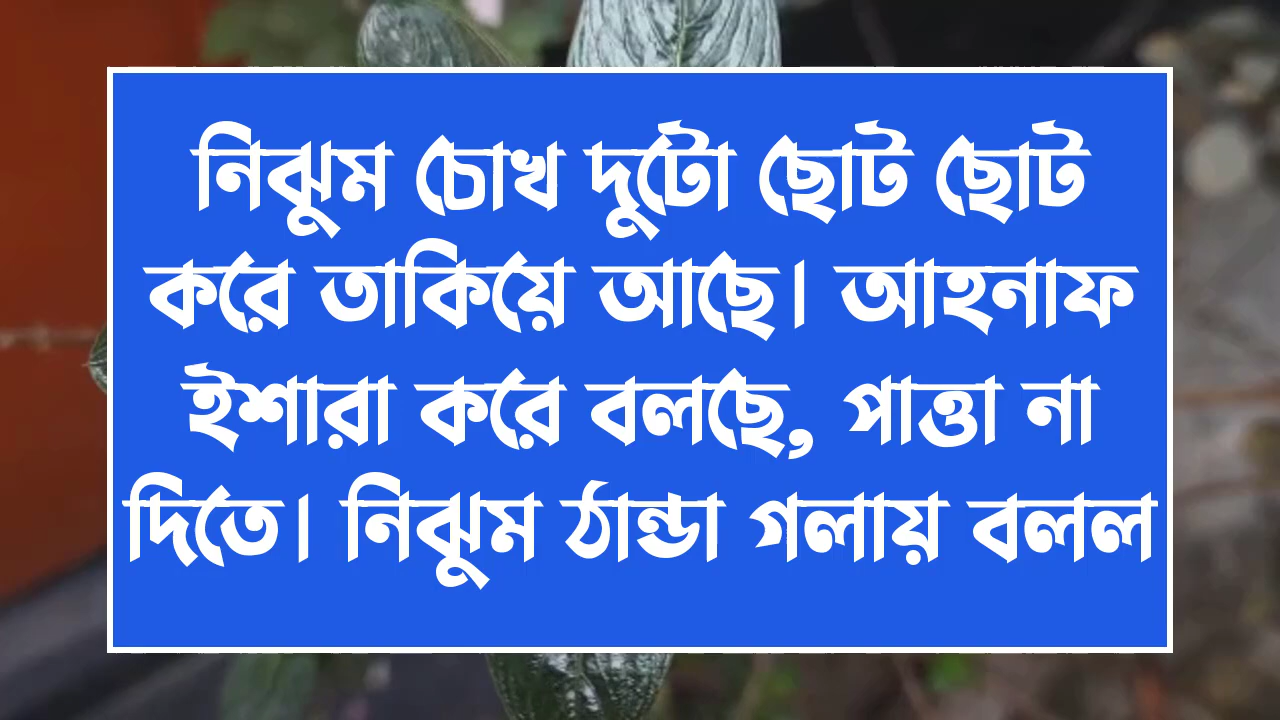 নিঝুম চোখ দুটো ছোট ছোট
করে তাকিয়ে আছে। আহনাফ
ইশারা করে বলছে, পাত্তা না
দিতে। নিঝুম ঠান্ডা গলায় বলল